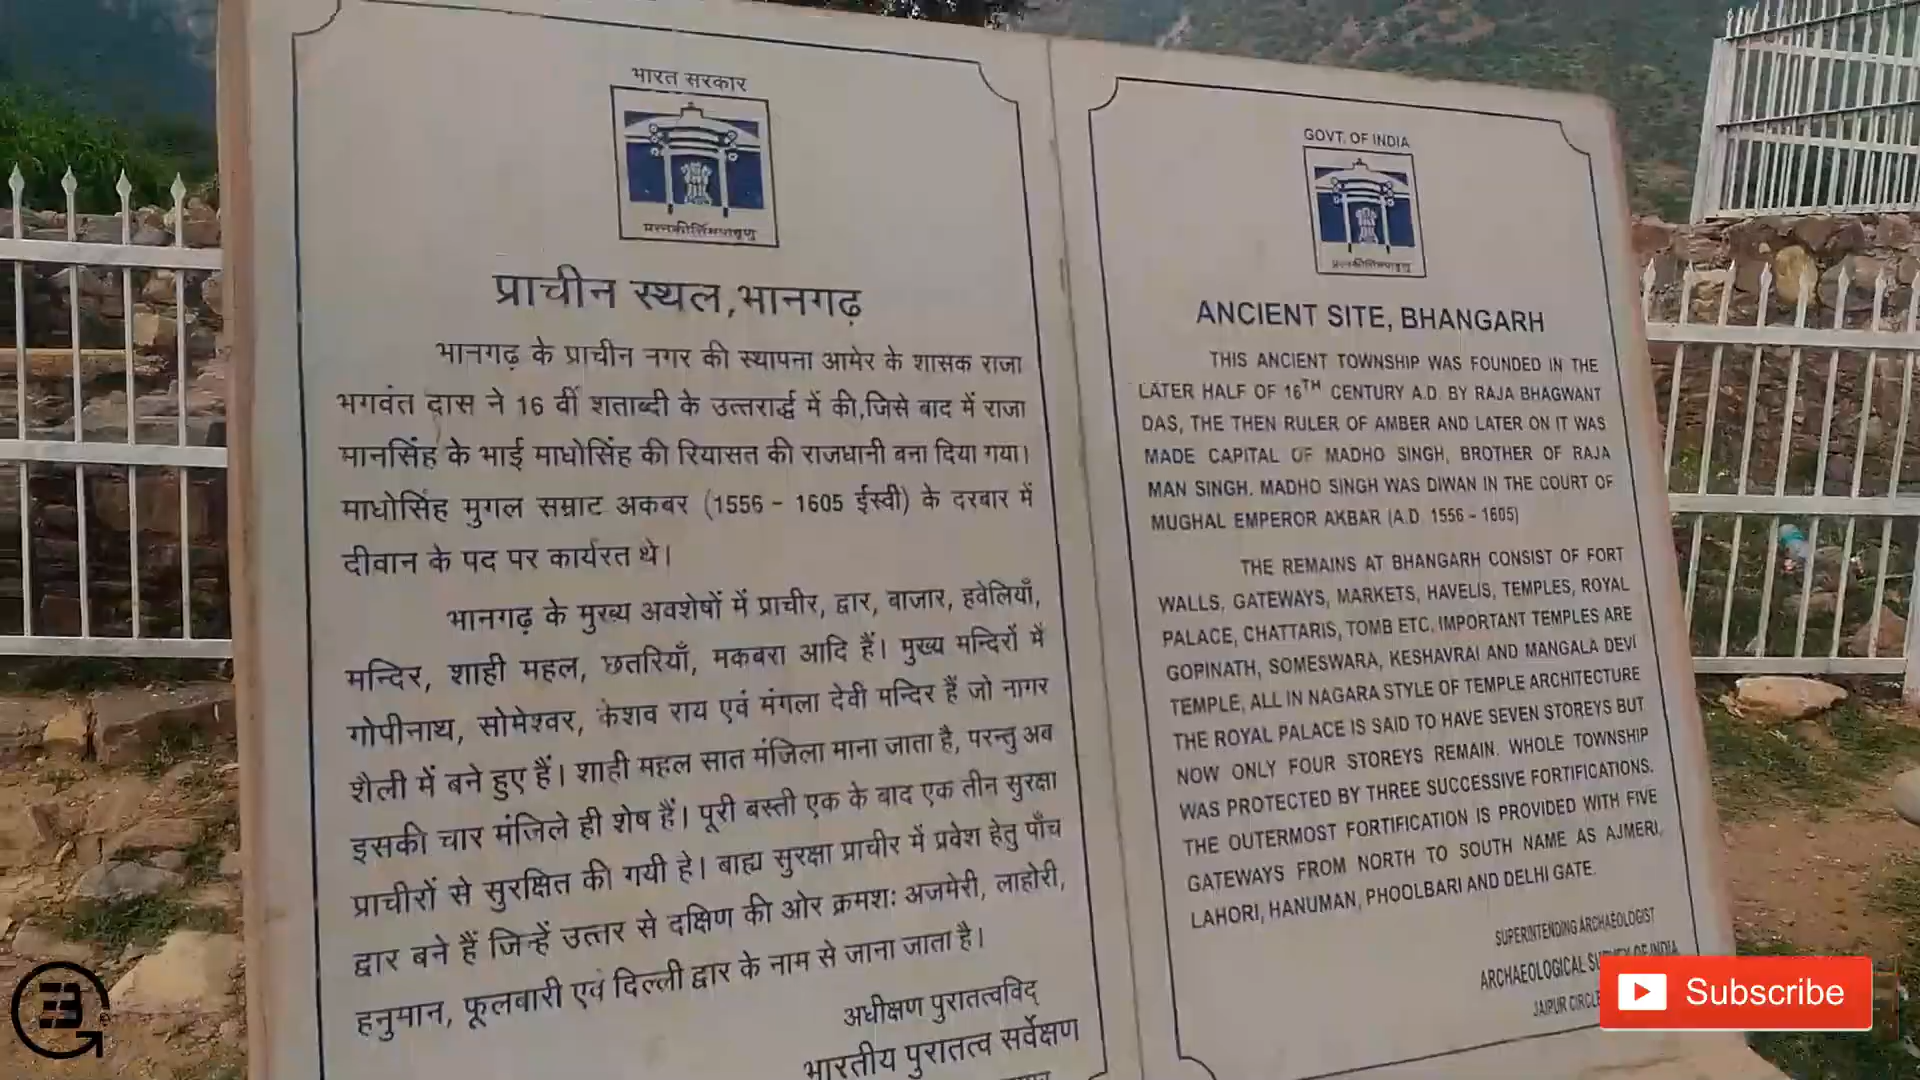 भारत सरकार
प्रत्नकीर्तिमपावृणु
प्राचीन स्थल,भानगढ़
भानगढ़ के प्राचीन नगर की स्थापना आमेर के शासक राजा
भगवंत दास ने 16 वीं शताब्दी के उत्तरार्द्ध में की,जिसे बाद में राजा
मानसिंह के भाई माधोसिंह की रियासत की राजधानी बना दिया गया।
माधोसिंह मुगल सम्राट अकबर (1556 - 1605 ईस्वी) के दरबार में
दीवान के पद पर कार्यरत थे।
भानगढ़ के मुख्य अवशेषों में प्राचीर, द्वार, बाजार, हवेलियाँ,
मन्दिर, शाही महल, छतरियाँ, मकबरा आदि हैं। मुख्य मन्दिरों में
गोपीनाथ, सोमेश्वर, केशव राय एवं मंगला देवी मन्दिर हैं जो नागर
शैली में बने हुए हैं। शाही महल सात मंजिला माना जाता है, परन्तु अब
इसकी चार मंजिले ही शेष हैं। पूरी बस्ती एक के बाद एक तीन सुरक्षा
प्राचीरों से सुरक्षित की गयी हे। बाह्य सुरक्षा प्राचीर में प्रवेश हेतु पाँच
द्वार बने हैं जिन्हें उत्तर से दक्षिण की ओर क्रमशः अजमेरी, लाहोरी,
हनुमान, फूलबारी एवं दिल्ली द्वार के नाम से जाना जाता है।
अधीक्षण पुरातत्वविद्
भारतीय पुरातत्व सर्वेक्षण
GOVT. OF INDIA
प्रत्नकीर्तिमपावृणु
ANCIENT SITE, BHANGARH
THIS ANCIENT TOWNSHIP WAS FOUNDED IN THE
LATER HALF OF 16TH CENTURY A.D. BY RAJA BHAGWANT
DAS, THE THEN RULER OF AMBER AND LATER ON IT WAS
MADE CAPITAL OF MADHO SINGH, BROTHER OF RAJA
MAN SINGH. MADHO SINGH WAS DIWAN IN THE COURT OF
MUGHAL EMPEROR AKBAR (A.D. 1556 - 1605)
THE REMAINS AT BHANGARH CONSIST OF FORT
WALLS, GATEWAYS, MARKETS, HAVELIS, TEMPLES, ROYAL
PALACE, CHATTARIS, TOMB ETC. IMPORTANT TEMPLES ARE
GOPINATH, SOMESWARA, KESHAVRAI AND MANGALA DEVI
TEMPLE, ALL IN NAGARA STYLE OF TEMPLE ARCHITECTURE
THE ROYAL PALACE IS SAID TO HAVE SEVEN STOREYS BUT
NOW ONLY FOUR STOREYS REMAIN. WHOLE TOWNSHIP
WAS PROTECTED BY THREE SUCCESSIVE FORTIFICATIONS.
THE OUTERMOST FORTIFICATION IS PROVIDED WITH FIVE
GATEWAYS FROM NORTH TO SOUTH NAME AS AJMERI,
LAHORI, HANUMAN, PHOOLBARI AND DELHI GATE.
SUPERINTENDING ARCHAEOLOGIST
ARCHAEOLOGICAL OF INDIA
JAIPUR CIRCLE
Subscribe